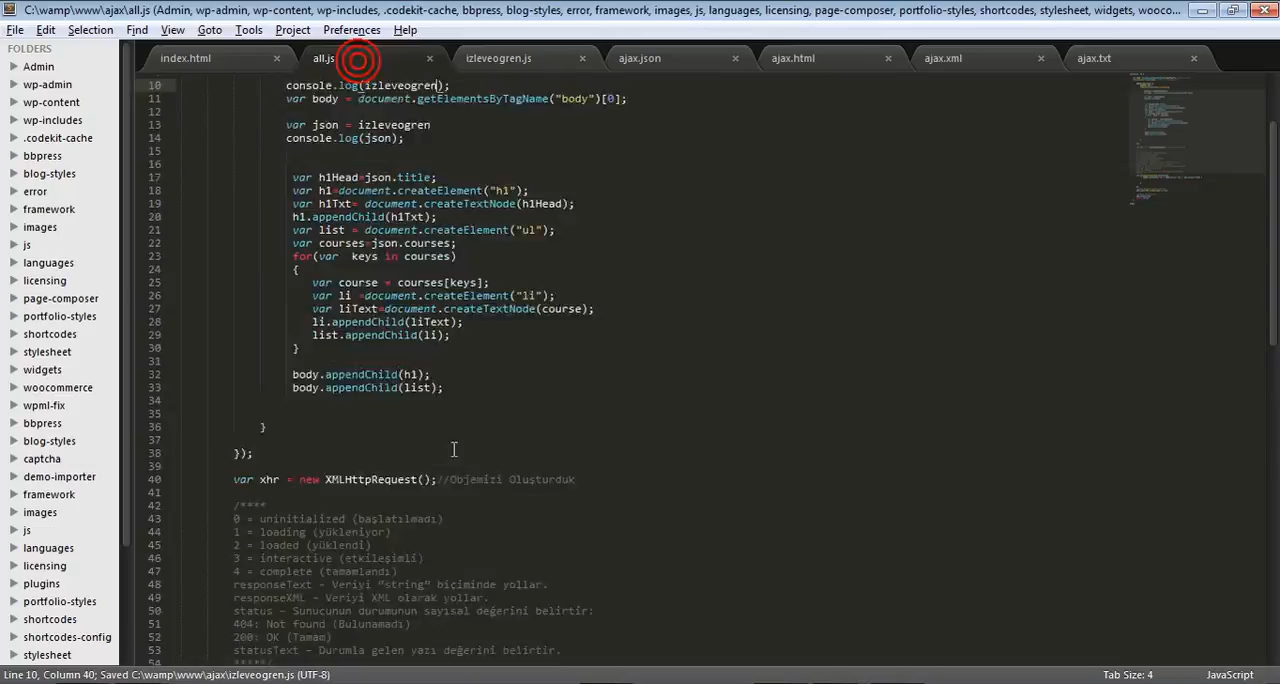 C:\wamp\www\ajax\all.js (Admin, wp-admin, wp-content, wp-includes, .codekit-cache, bbpress, blog-styles, error, framework, images, js, languages, licensing, page-composer, portfolio-styles, shortcodes, stylesheet, widgets, wooco...
File Edit Selection Find View Goto Tools Project Preferences Help
FOLDERS
Admin
wp-admin
wp-content
wp-includes
.codekit-cache
bbpress
blog-styles
error
framework
images
js
languages
licensing
page-composer
portfolio-styles
shortcodes
stylesheet
widgets
woocommerce
wpml-fix
bbpress
blog-styles
captcha
demo-importer
framework
images
js
languages
licensing
plugins
portfolio-styles
shortcodes
shortcodes-config
stylesheet
index.html all.js izleveogren.js ajax.json ajax.html ajax.xml ajax.txt
10 console.log(izleveogren);
11 var body = document.getElementsByTagName("body")[0];
12
13 var json = izleveogren
14 console.log(json);
15
16
17 var h1Head=json.title;
18 var h1=document.createElement("h1");
19 var h1Txt= document.createTextNode(h1Head);
20 h1.appendChild(h1Txt);
21 var list = document.createElement("ul");
22 var courses=json.courses;
23 for(var keys in courses)
24 {
25 var course = courses[keys];
26 var li =document.createElement("li");
27 var liText=document.createTextNode(course);
28 li.appendChild(liText);
29 list.appendChild(li);
30 }
31
32 body.appendChild(h1);
33 body.appendChild(list);
34
35
36 }
37
38 });
39
40 var xhr = new XMLHttpRequest();//Objemizi Oluşturduk
41
42 /****
43 0 = uninitialized (başlatılmadı)
44 1 = loading (yükleniyor)
45 2 = loaded (yüklendi)
46 3 = interactive (etkileşimli)
47 4 = complete (tamamlandı)
48 responseText – Veriyi “string” biçiminde yollar.
49 responseXML – Veriyi XML olarak yollar.
50 status – Sunucunun durumunun sayısal değerini belirtir:
51 404: Not found (Bulunamadı)
52 200: OK (Tamam)
53 statusText – Durumla gelen yazı değerini belirtir.
54 *****/
Line 10, Column 40; Saved C:\wamp\www\ajax\izleveogren.js (UTF-8) Tab Size: 4 JavaScript